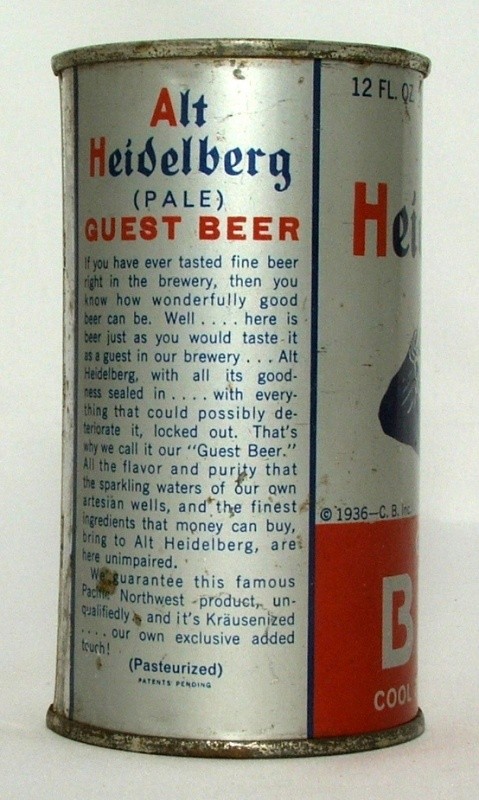 Alt
Heidelberg
(PALE)
GUEST BEER
If you have ever tasted fine beer
right in the brewery, then you
know how wonderfully good
beer can be. Well . . . . here is
beer just as you would taste it
as a guest in our brewery . . . Alt
Heidelberg, with all its good-
ness sealed in . . . . with every-
thing that could possibly de-
teriorate it, locked out. That's
why we call it our "Guest Beer."
All the flavor and purity that
the sparkling waters of our own
artesian wells, and the finest
ingredients that money can buy,
bring to Alt Heidelberg, are
here unimpaired.
We guarantee this famous
Pacific Northwest product, un-
qualifiedly, and it's Kräusenized
. . . . our own exclusive added
touch!
(Pasteurized)
PATENTS PENDING
12 FL. OZ
Hei
© 1936—C. B. Inc.
B
COOL